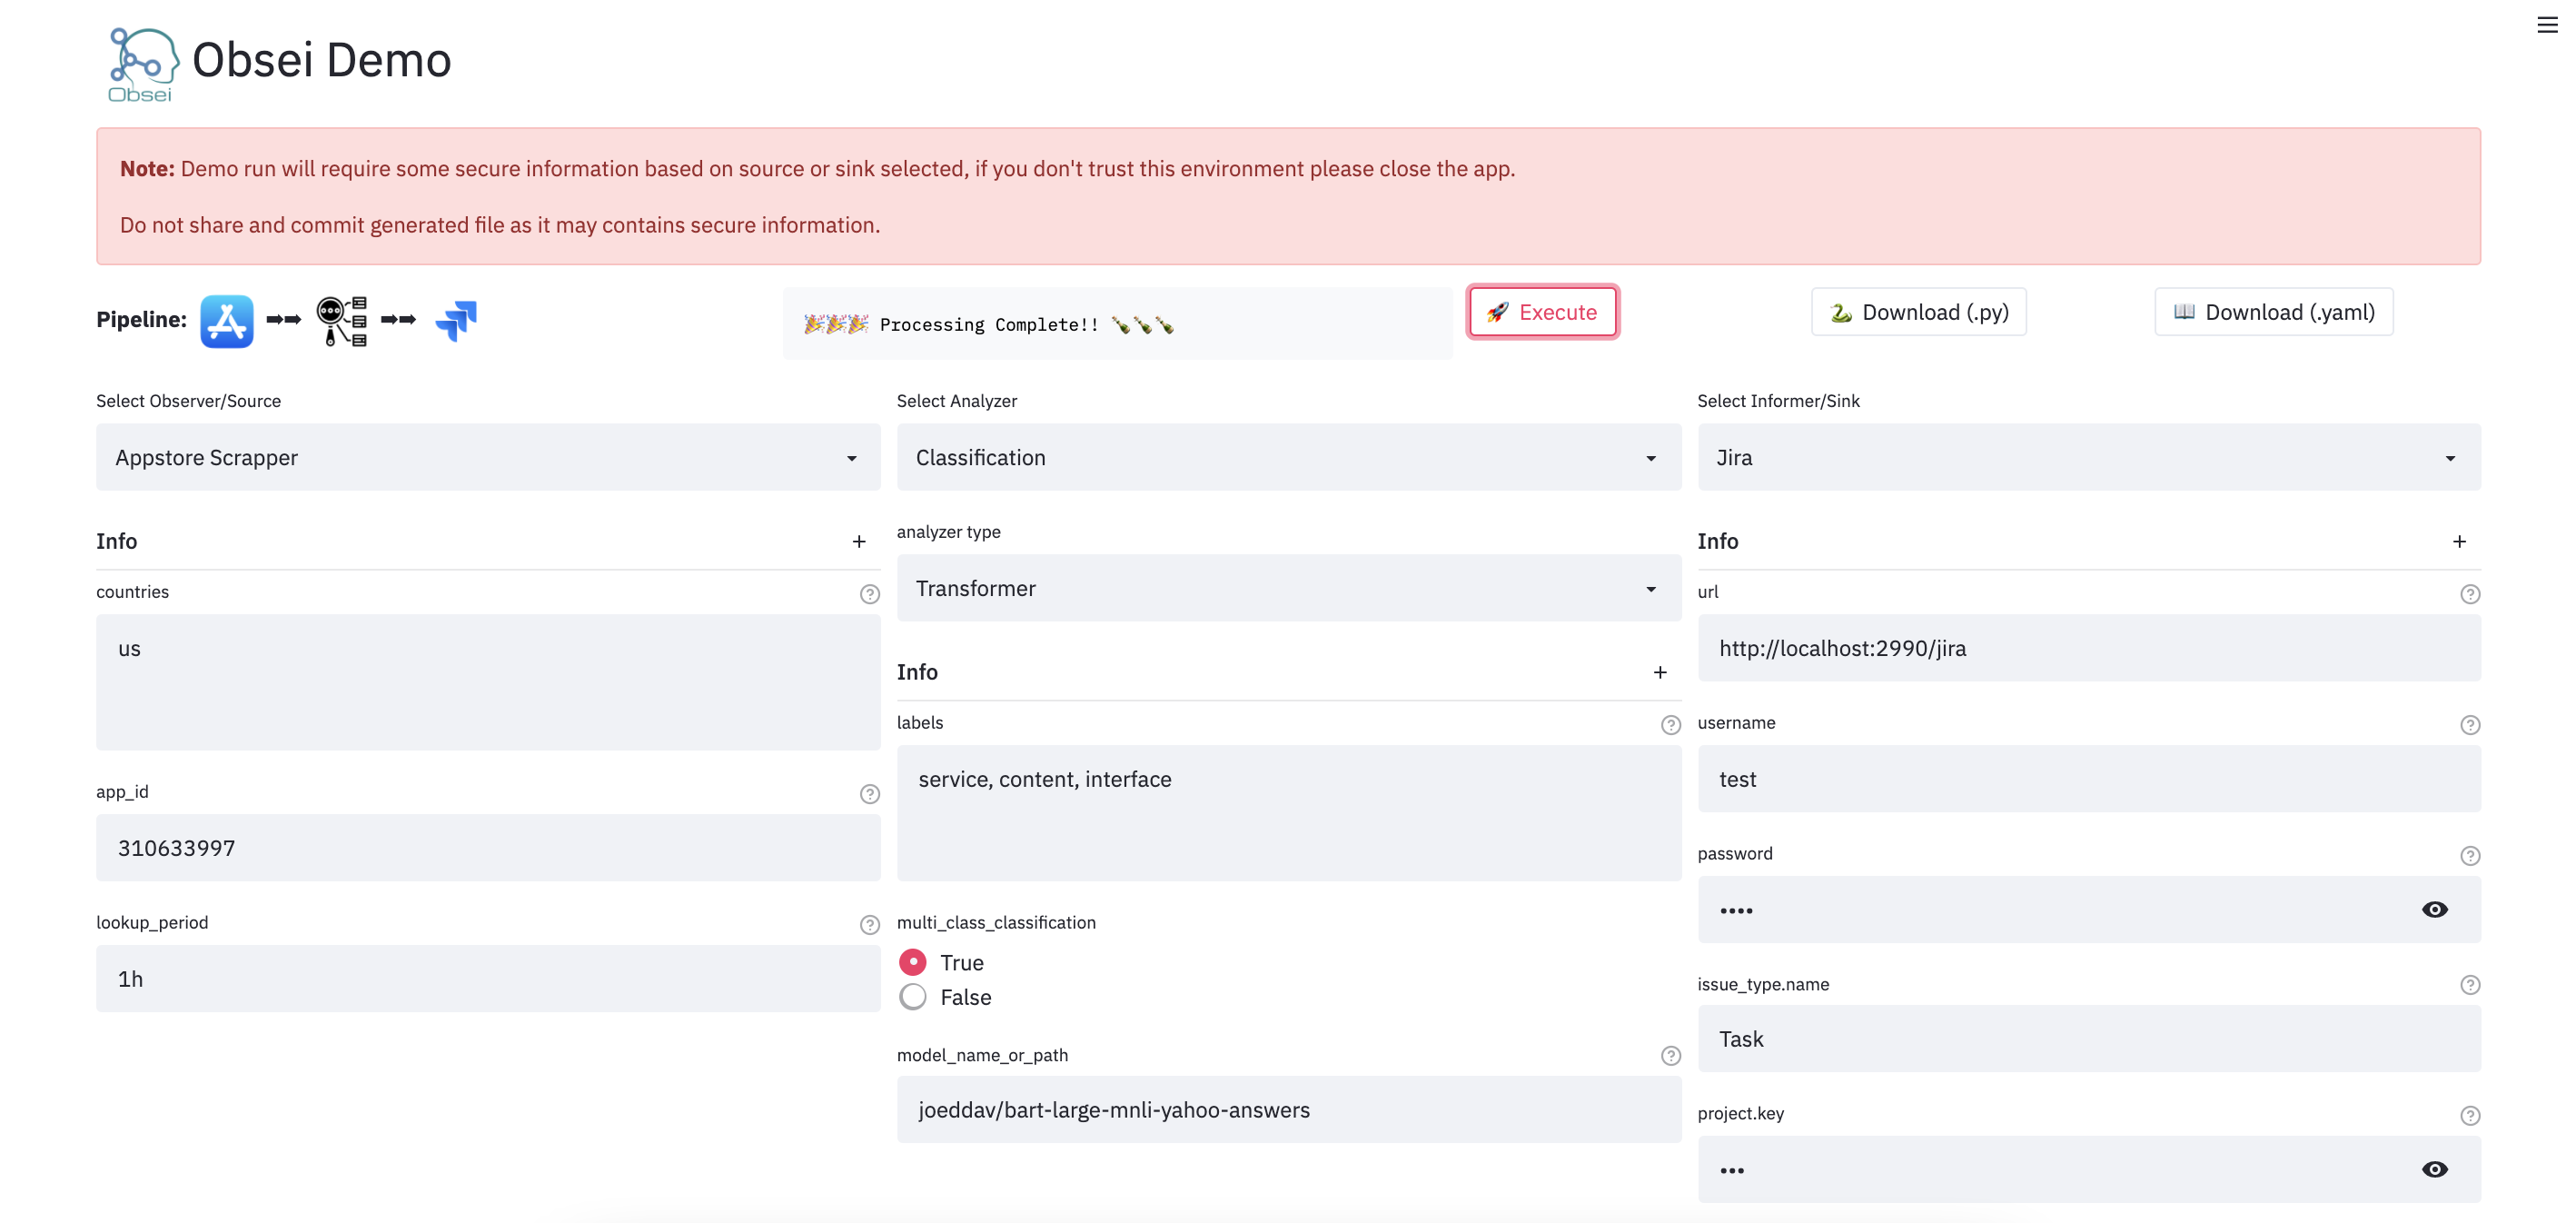 Obsei
Obsei Demo
Note: Demo run will require some secure information based on source or sink selected, if you don't trust this environment please close the app.
Do not share and commit generated file as it may contains secure information.
Pipeline:
Processing Complete!!
Execute
Download (.py)
Download (.yaml)
Select Observer/Source
Appstore Scrapper
Info
countries
us
app_id
310633997
lookup_period
1h
Select Analyzer
Classification
analyzer type
Transformer
Info
labels
service, content, interface
multi_class_classification
True
False
model_name_or_path
joeddav/bart-large-mnli-yahoo-answers
Select Informer/Sink
Jira
Info
url
http://localhost:2990/jira
username
test
password
••••
issue_type.name
Task
project.key
•••